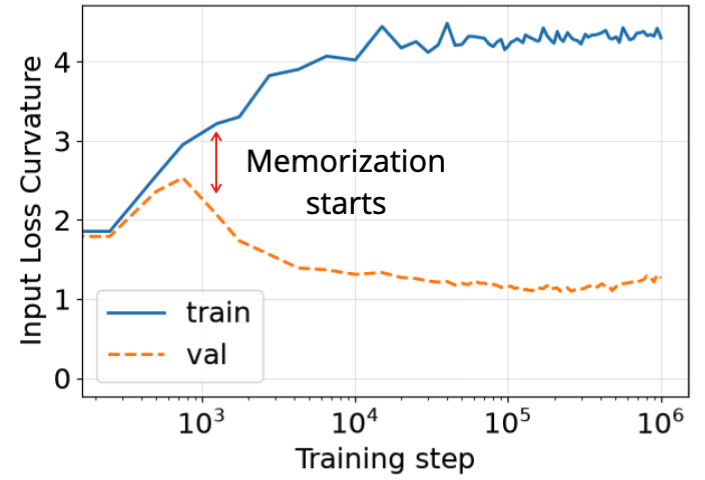 Input Loss Curvature
4
3
2
1
0
Memorization
starts
train
val
10³
10⁴
10⁵
10⁶
Training step